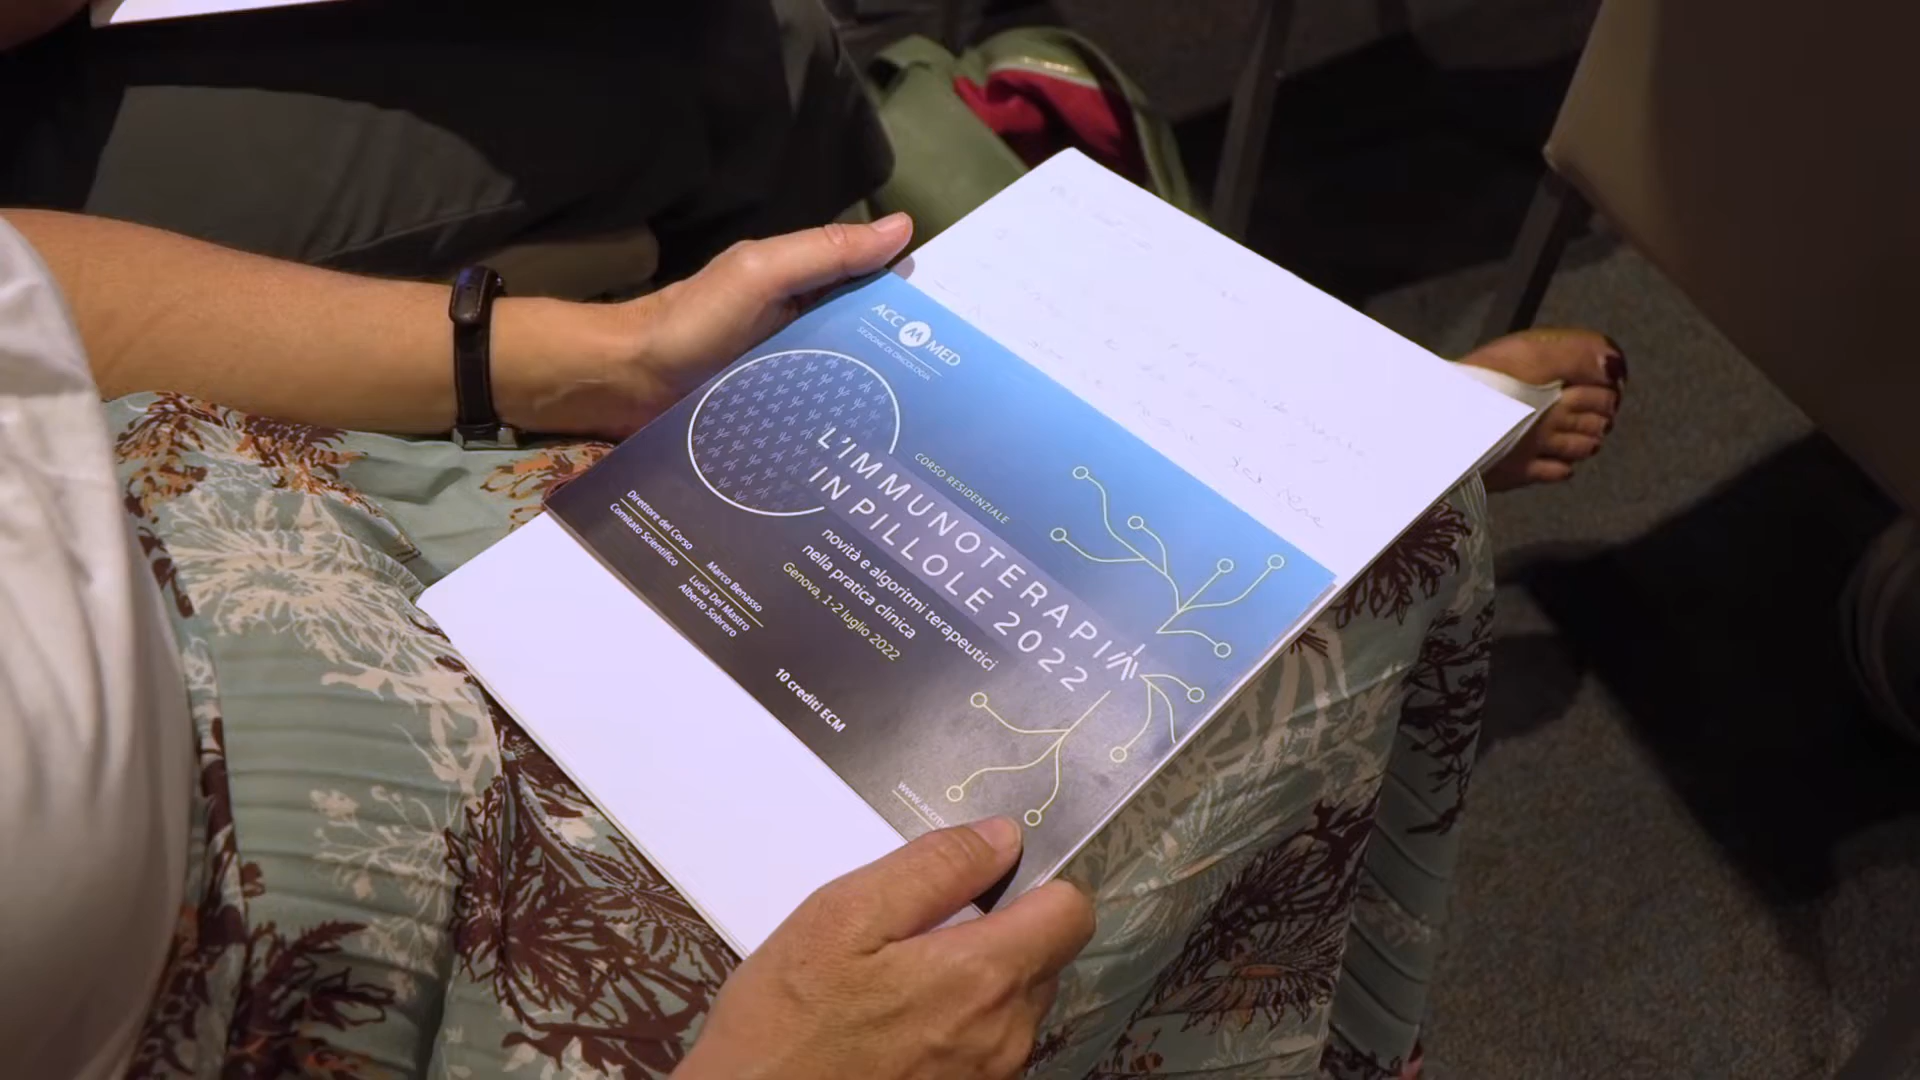 ACC MED
SEZIONE DI ONCOLOGIA
CORSO RESIDENZIALE
L'IMMUNOTERAPIA
IN PILLOLE 2022
novità e algoritmi terapeutici
nella pratica clinica
Genova, 1-2 luglio 2022
Direttore del Corso
Marco Benasso
Comitato Scientifico
Lucia Del Mastro
Alberto Sobrero
10 crediti ECM